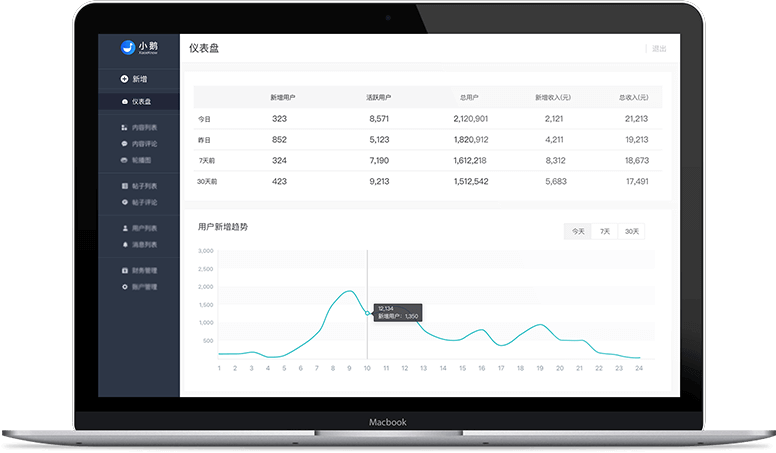 小鹅
仪表盘
退出
新增
仪表盘
内容列表
内容评论
轮播图
帖子列表
帖子评论
用户列表
消息列表
财务管理
账户管理
新增用户 活跃用户 总用户 新增收入(元) 总收入(元)
今日 323 8,571 2,120,901 2,121 21,213
昨日 852 5,123 1,820,912 4,211 19,213
7天前 324 7,190 1,612,218 8,312 18,673
30天前 423 9,213 1,512,542 5,683 17,491
用户新增趋势
今天 7天 30天
3,000
2,500
2,000
1,500
1,000
500
12,134
新增用户：1,350
1 2 3 4 5 6 7 8 9 10 11 12 13 14 15 16 17 18 19 20 21 22 23 24
Macbook